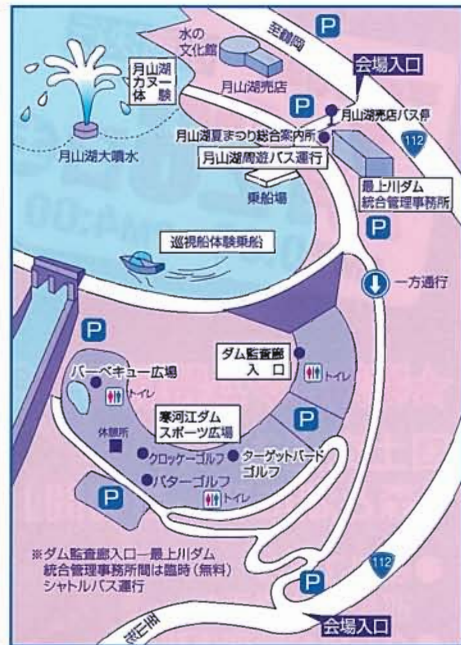 至鶴岡
P
水の
文化館
月山湖売店
会場入口
月山湖
カヌー
体験
P
月山湖売店バス停
月山湖大噴水
月山湖夏まつり総合案内所
月山湖周遊バス運行
112
乗船場
最上川ダム
統合管理事務所
P
巡視船体験乗船
一方通行
P
ダム監査廊
入口
バーベキュー広場
トイレ
トイレ
寒河江ダム
スポーツ広場
P
休憩所
クロッケーゴルフ
ターゲットバード
ゴルフ
パターゴルフ
P
トイレ
※ダム監査廊入口―最上川ダム
統合管理事務所間は臨時(無料)
シャトルバス運行
P
112
会場入口
至山形